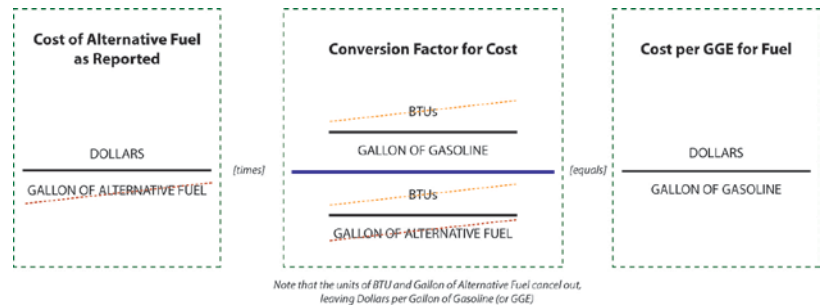 Cost of Alternative Fuel
as Reported
DOLLARS
GALLON OF ALTERNATIVE FUEL
[times]
Conversion Factor for Cost
BTUs
GALLON OF GASOLINE
BTUs
GALLON OF ALTERNATIVE FUEL
[equals]
Cost per GGE for Fuel
DOLLARS
GALLON OF GASOLINE
Note that the units of BTU and Gallon of Alternative Fuel cancel out,
leaving Dollars per Gallon of Gasoline (or GGE)